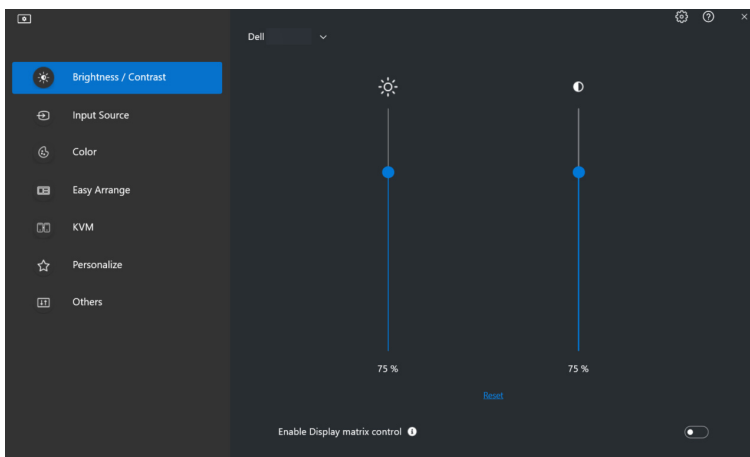 Dell
Brightness / Contrast
Input Source
Color
Easy Arrange
KVM
Personalize
Others
75 %
75 %
Reset
Enable Display matrix control